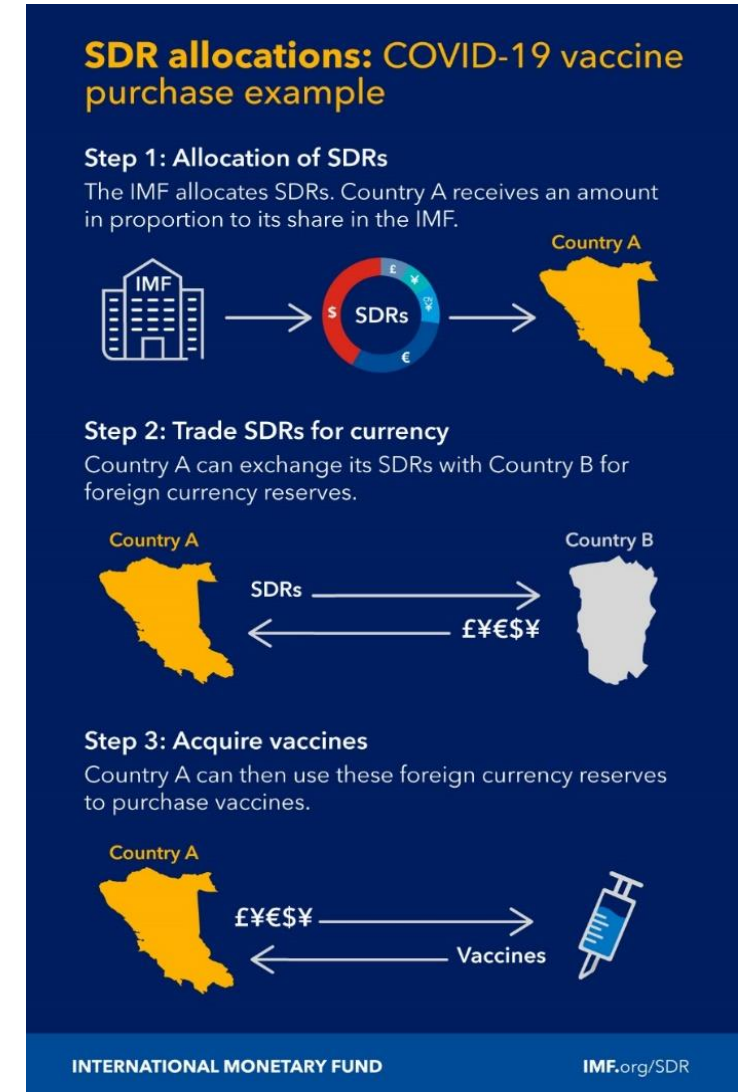 SDR allocations: COVID-19 vaccine
purchase example
Step 1: Allocation of SDRs
The IMF allocates SDRs. Country A receives an amount
in proportion to its share in the IMF.
Country A
IMF
$ £ ¥ SDRs €
Step 2: Trade SDRs for currency
Country A can exchange its SDRs with Country B for
foreign currency reserves.
Country A
Country B
SDRs
£¥€$¥
Step 3: Acquire vaccines
Country A can then use these foreign currency reserves
to purchase vaccines.
Country A
£¥€$¥
Vaccines
INTERNATIONAL MONETARY FUND
IMF.org/SDR